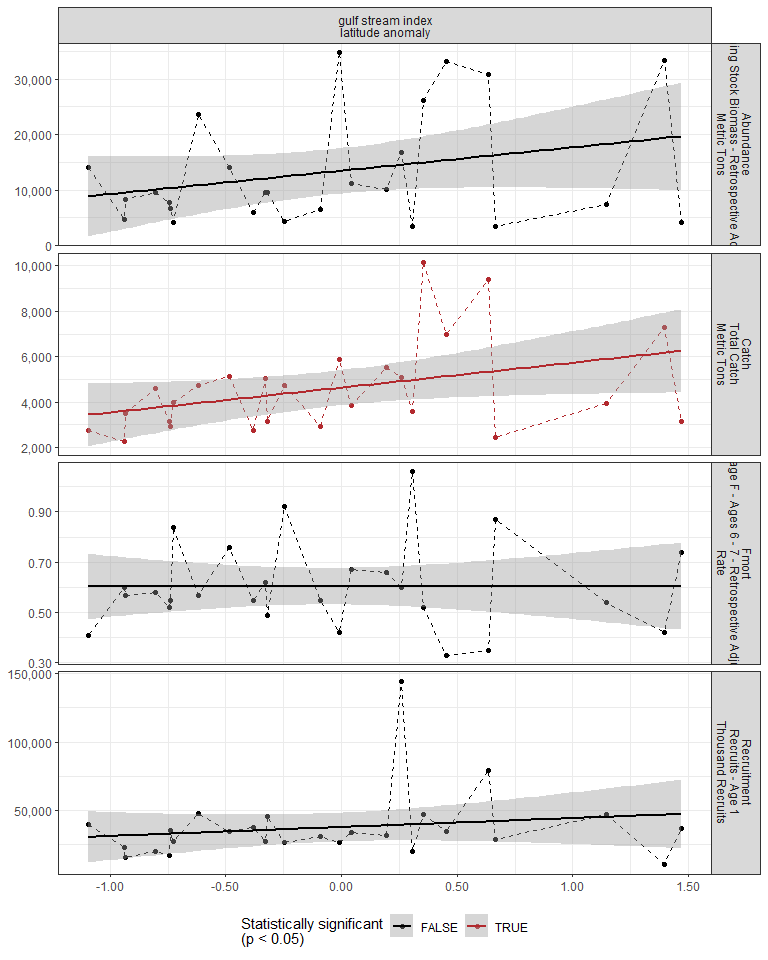 gulf stream index
latitude anomaly
30,000
20,000
10,000
0
Abundance
ing Stock Biomass - Retrospective Ad
Metric Tons
10,000
8,000
6,000
4,000
2,000
Catch
Total Catch
Metric Tons
0.90
0.70
0.50
0.30
Fmort
age F - Ages 6 - 7 - Retrospective Adju
Rate
150,000
100,000
50,000
Recruitment
Recruits - Age 1
Thousand Recruits
-1.00 -0.50 0.00 0.50 1.00 1.50
Statistically significant
(p < 0.05)
FALSE TRUE